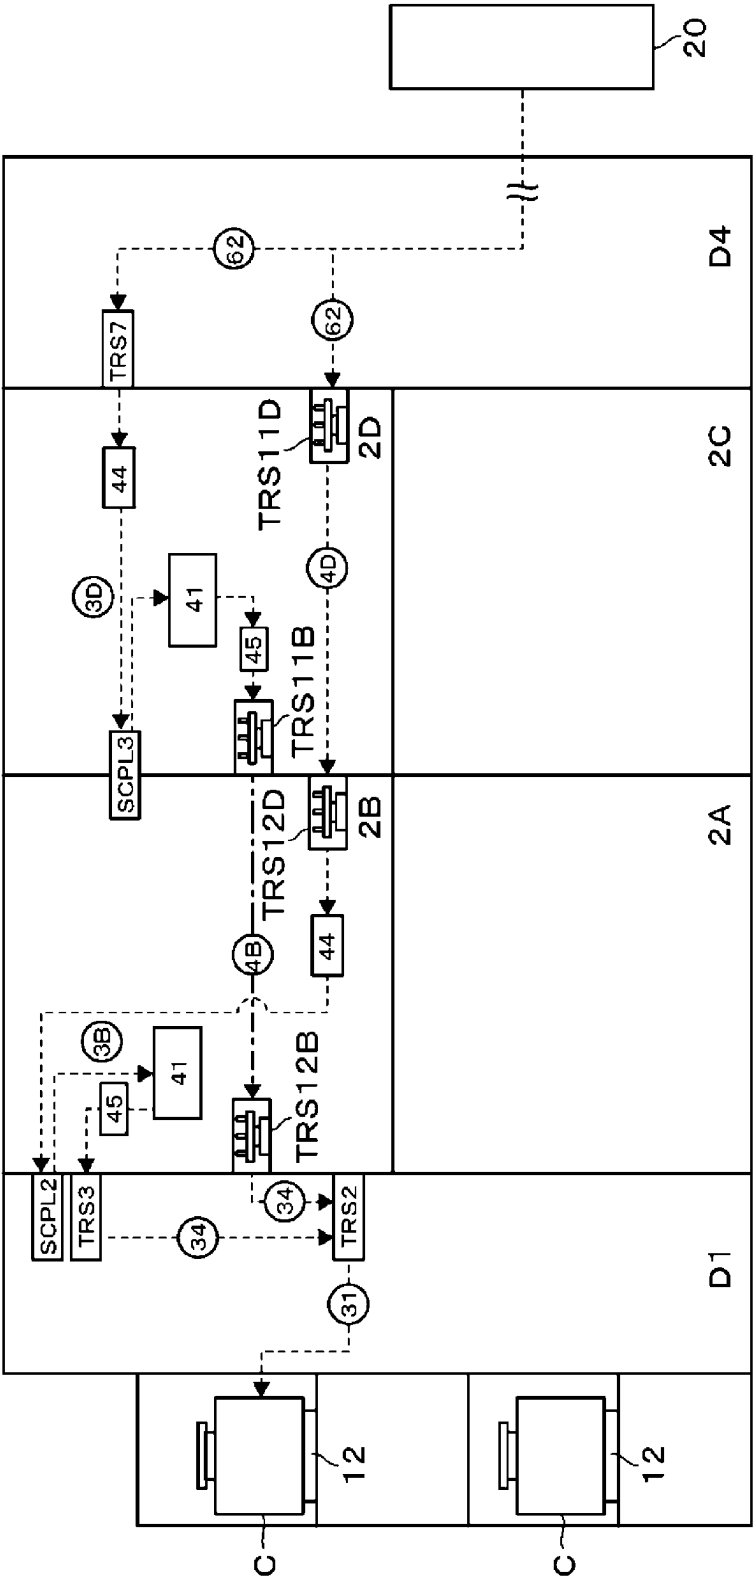 SCPL2
TRS3
3B
3D
45
SCPL3
44
TRS7
41
41
34
62
4B
45
C
TRS12D
TRS11D
34
TRS12B
TRS11B
44
4D
62
31
TRS2
12
2B
2D
C
12
20
D1
2A
2C
D4